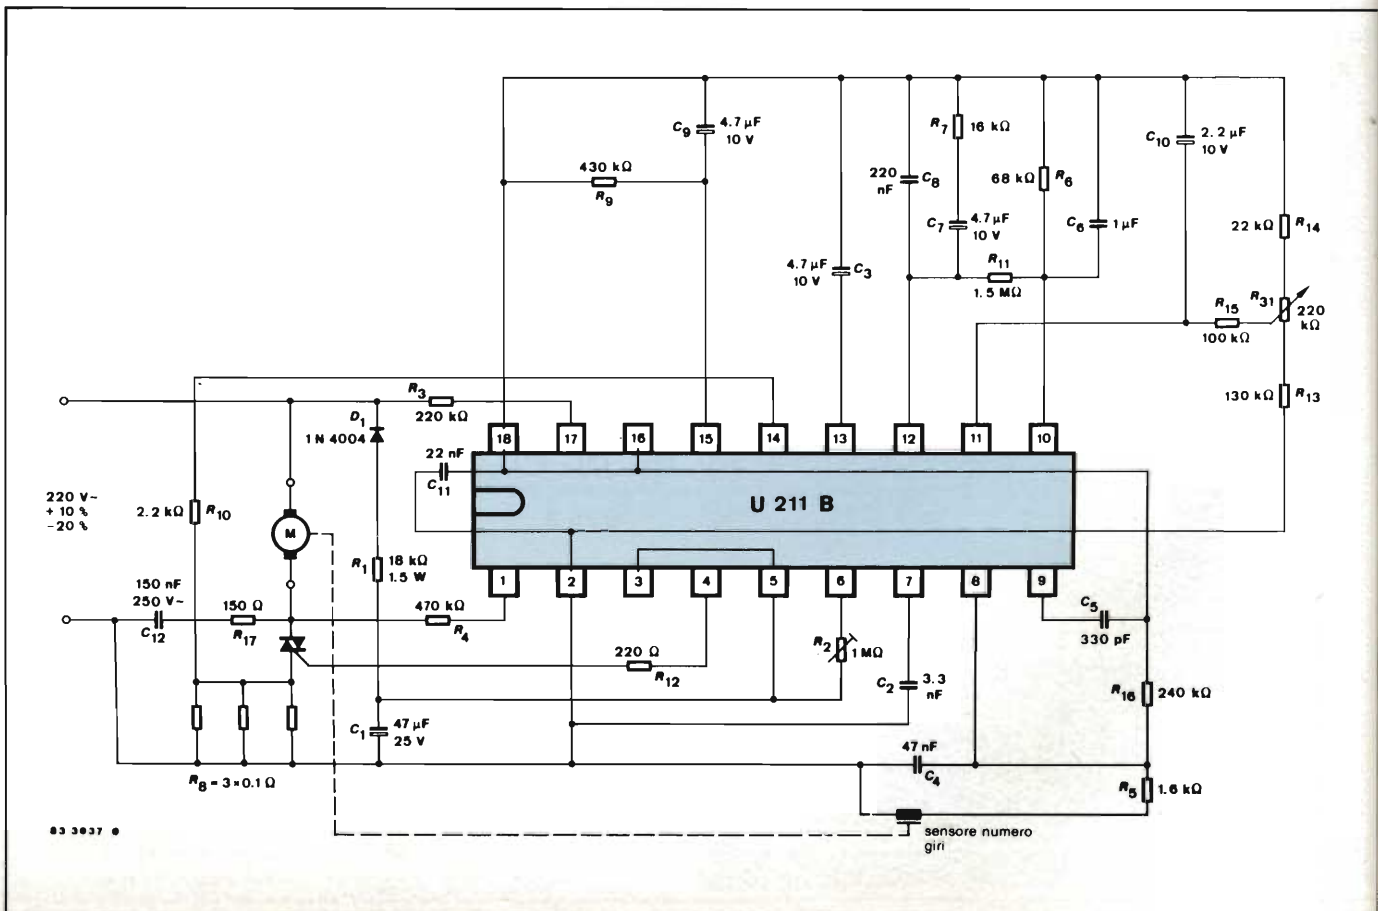 C9
4.7 µF
10 V
R7
16 kΩ
C10
2.2 µF
10 V
430 kΩ
R9
220
nF
C8
68 kΩ
R6
C7
4.7 µF
10 V
C6
1 µF
22 kΩ
R14
4.7 µF
10 V
C3
R11
1.5 MΩ
R15
100 kΩ
R31
220
kΩ
R3
220 kΩ
130 kΩ
R13
D1
1 N 4004
18
17
16
15
14
13
12
11
10
22 nF
C11
U 211 B
220 V~
+ 10 %
-20 %
2.2 kΩ
R10
M
R1
18 kΩ
1.5 W
1
2
3
4
5
6
7
8
9
150 nF
250 V~
C12
150 Ω
R17
470 kΩ
R4
C5
330 pF
220 Ω
R12
R2
1 MΩ
C2
3.3
nF
R16
240 kΩ
C1
47 µF
25 V
47 nF
C4
R8 = 3×0.1 Ω
R5
1.6 kΩ
sensore numero
giri